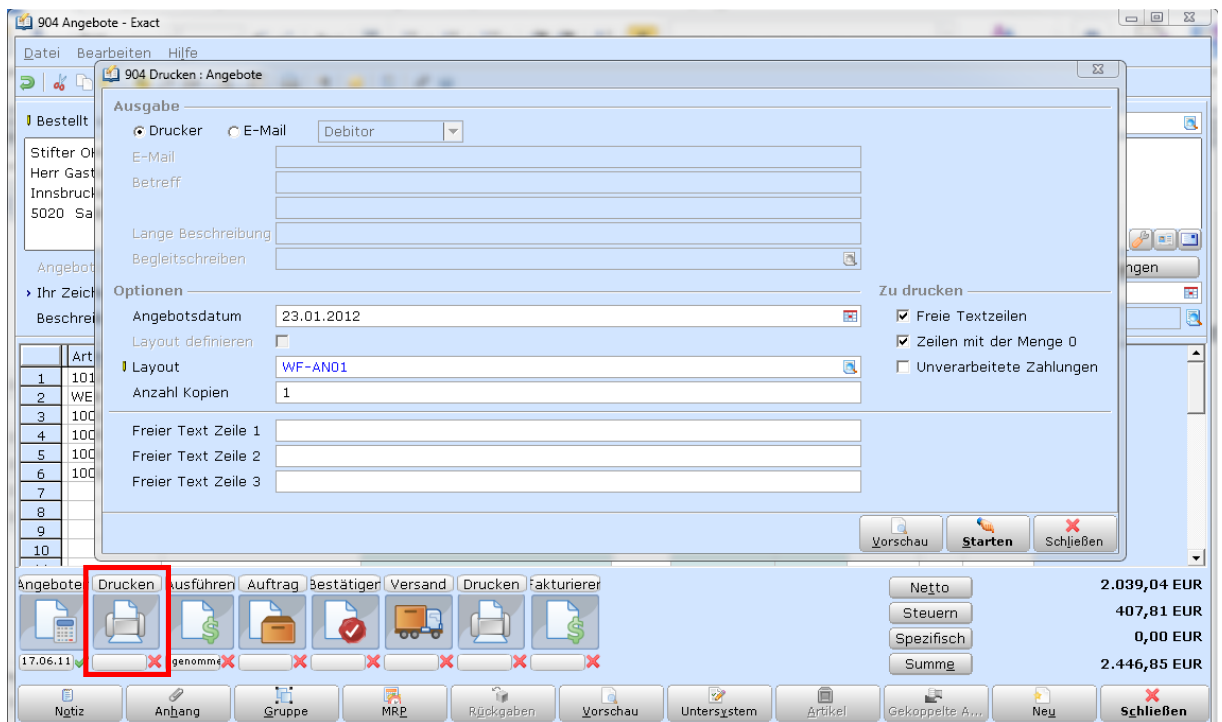 904 Angebote - Exact
Datei Bearbeiten Hilfe
904 Drucken : Angebote
Ausgabe
Drucker E-Mail Debitor
E-Mail
Betreff
Lange Beschreibung
Begleitschreiben
Optionen
Angebotsdatum 23.01.2012
Layout definieren
Layout WF-AN01
Anzahl Kopien 1
Freier Text Zeile 1
Freier Text Zeile 2
Freier Text Zeile 3
Zu drucken
Freie Textzeilen
Zeilen mit der Menge 0
Unverarbeitete Zahlungen
Vorschau Starten Schließen
Bestellt
Stifter
Herr Gast
Innsbruck
5020 Sa
Angebot
ngen
Ihr Zeich
Beschrei
Art
1 101
2 WE
3 100
4 100
5 100
6 100
7
8
9
10
Angebote Drucken Ausführen Auftrag Bestätigen Versand Drucken Fakturieren
17.06.11 genomme
Netto 2.039,04 EUR
Steuern 407,81 EUR
Spezifisch 0,00 EUR
Summe 2.446,85 EUR
Notiz Anhang Gruppe MRP Rückgaben Vorschau Untersystem Artikel Gekoppelte A... Neu Schließen